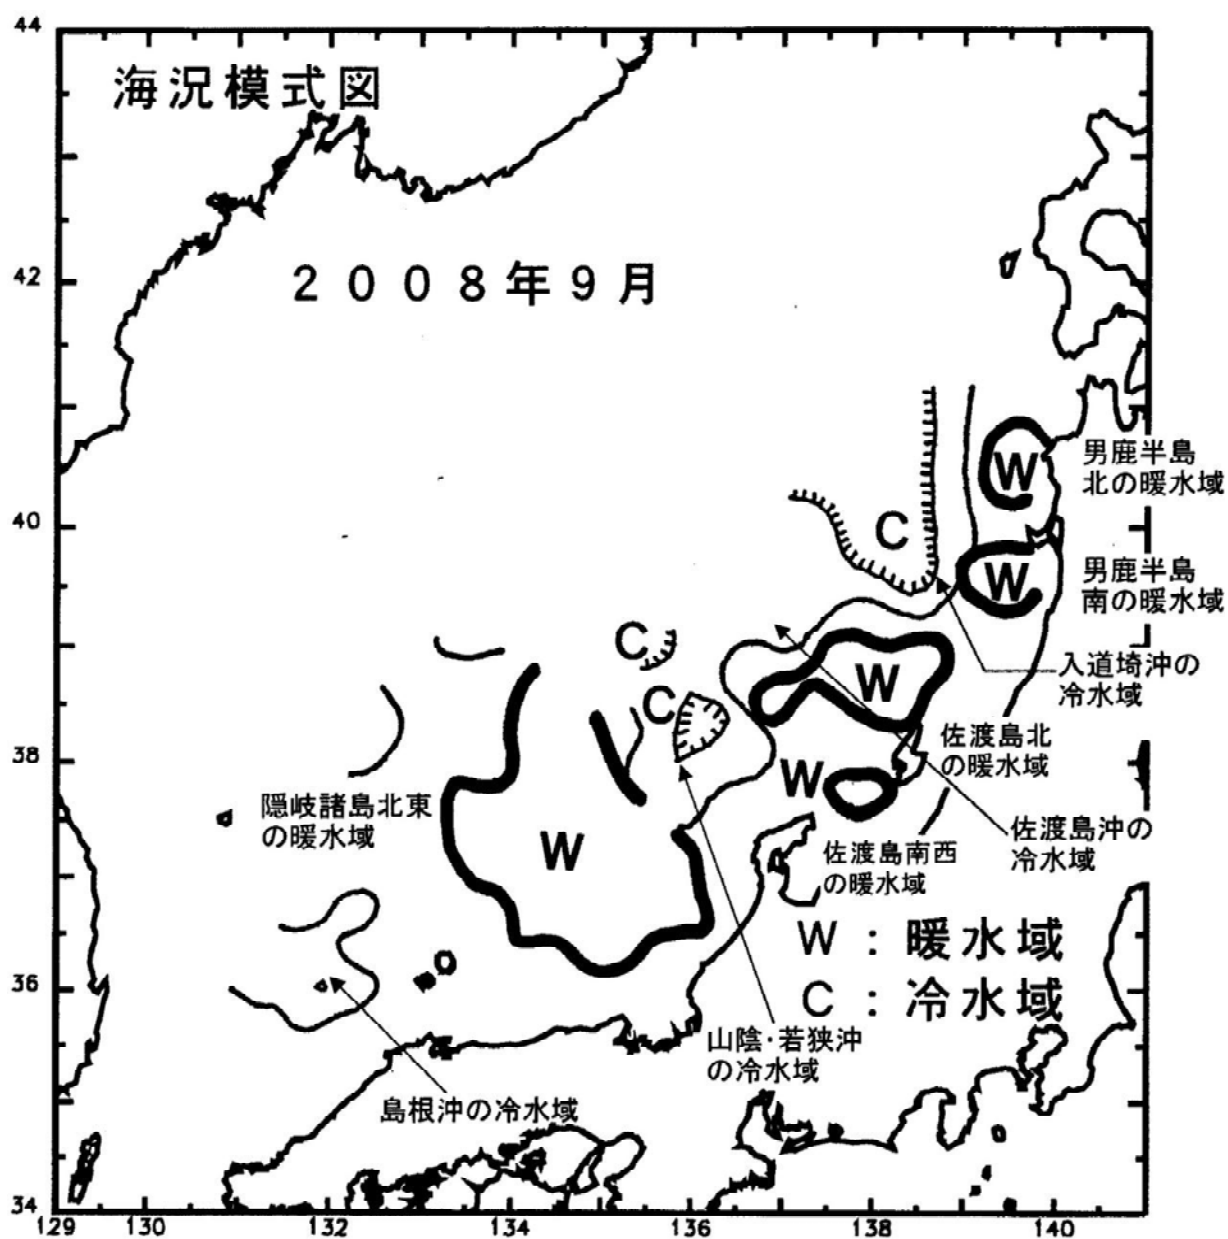 44
海況模式図
2008年9月
42
W
男鹿半島
北の暖水域
40
C
W
男鹿半島
南の暖水域
C
入道埼沖の
冷水域
W
C
佐渡島北
の暖水域
38
W
隠岐諸島北東
の暖水域
W
佐渡島沖の
冷水域
佐渡島南西
の暖水域
W:暖水域
C:冷水域
36
山陰・若狭沖
の冷水域
島根沖の冷水域
34
129 130 132 134 136 138 140